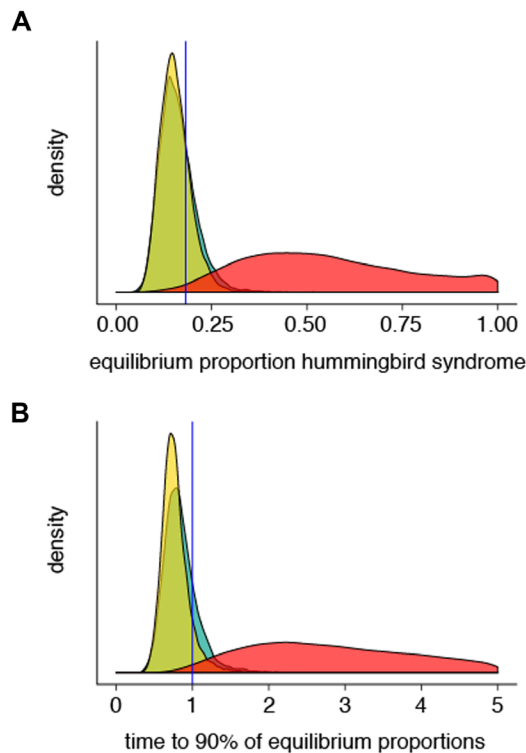 A
density
0.00 0.25 0.50 0.75 1.00
equilibrium proportion hummingbird syndrome
B
density
0 1 2 3 4 5
time to 90% of equilibrium proportions